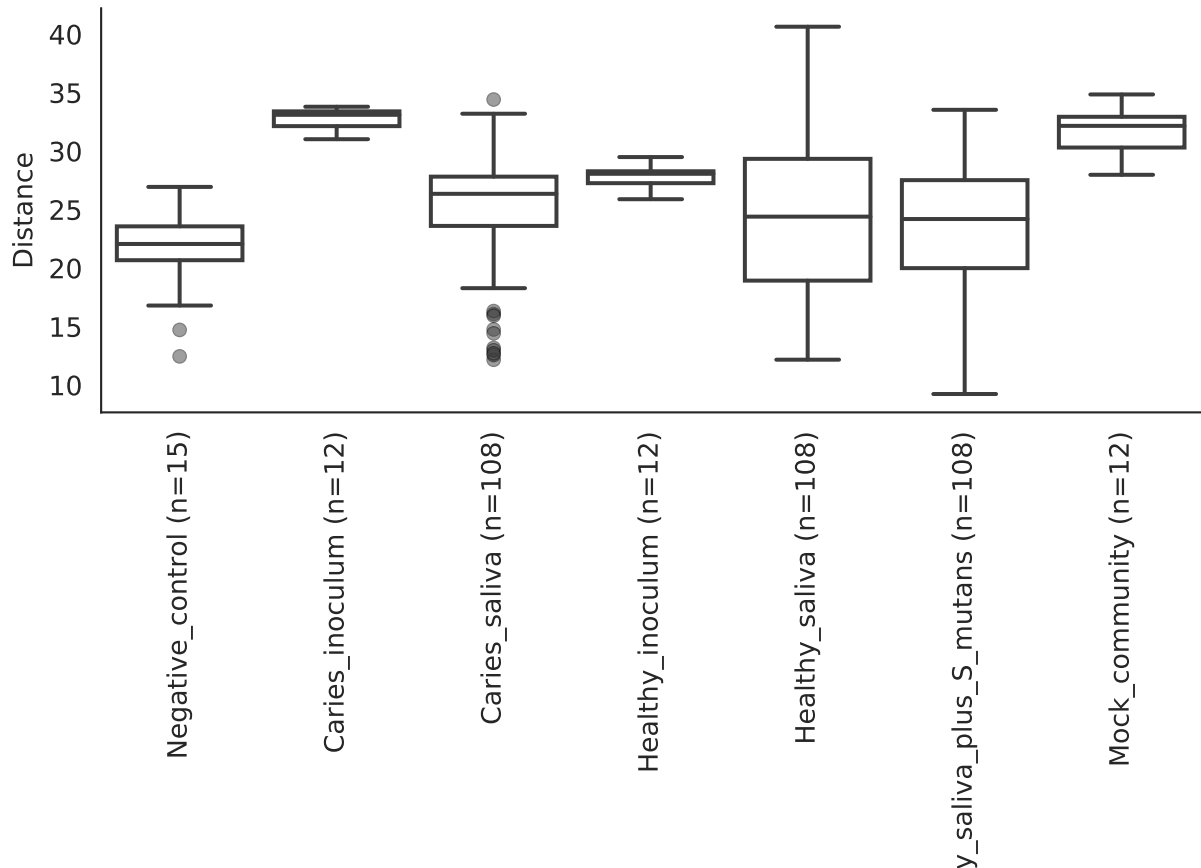 Distance
40
35
30
25
20
15
10
Negative_control (n=15)
Caries_inoculum (n=12)
Caries_saliva (n=108)
Healthy_inoculum (n=12)
Healthy_saliva (n=108)
y_saliva_plus_S_mutans (n=108)
Mock_community (n=12)